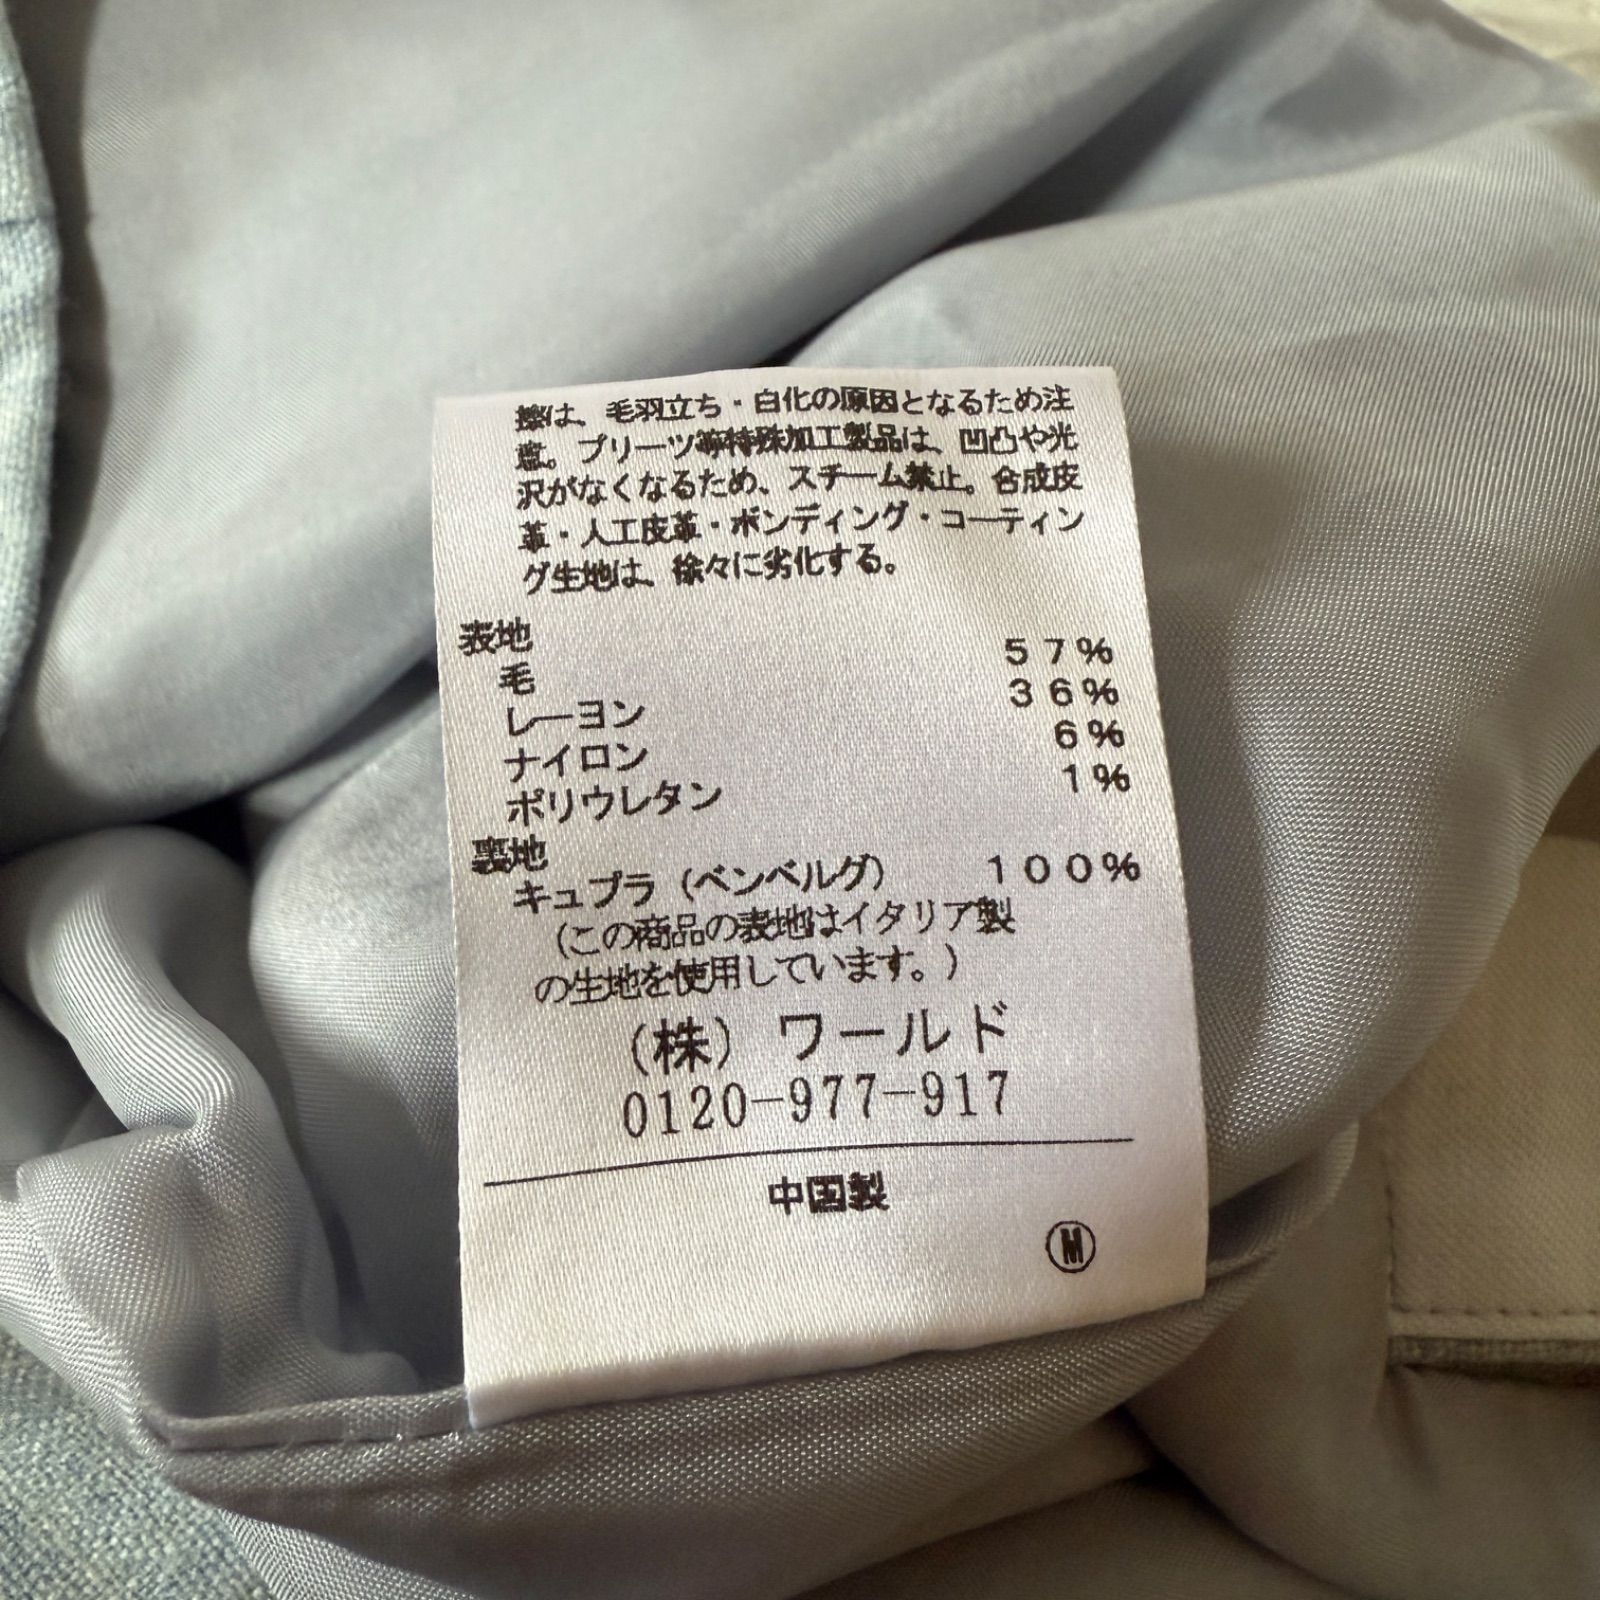 擦は、毛羽立ち・白化の原因となるため注
意。プリーツ等特殊加工製品は、凹凸や光
沢がなくなるため、スチーム禁止。合成皮
革・人工皮革・ボンディング・コーティン
グ生地は、徐々に劣化する。
表地
毛 57%
レーヨン 36%
ナイロン 6%
ポリウレタン 1%
裏地
キュプラ(ベンベルグ) 100%
(この商品の表地はイタリア製
の生地を使用しています。)
(株) ワールド
0120-977-917
中国製
Ⓜ